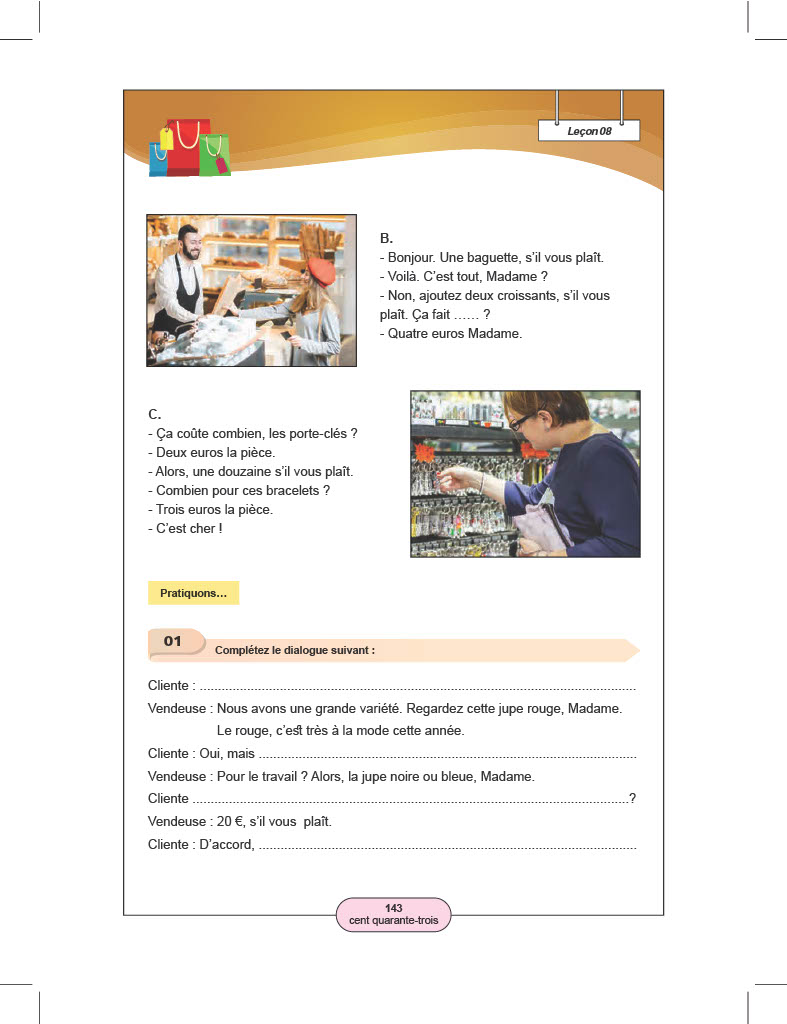 Leçon 08
B.
- Bonjour. Une baguette, s'il vous plaît.
- Voilà. C'est tout, Madame ?
- Non, ajoutez deux croissants, s'il vous
plaît. Ça fait …… ?
- Quatre euros Madame.
C.
- Ça coûte combien, les porte-clés ?
- Deux euros la pièce.
- Alors, une douzaine s'il vous plaît.
- Combien pour ces bracelets ?
- Trois euros la pièce.
- C'est cher !
Pratiquons…
01
Complétez le dialogue suivant :
Cliente : ........................................................................................................................
Vendeuse : Nous avons une grande variété. Regardez cette jupe rouge, Madame.
Le rouge, c'est très à la mode cette année.
Cliente : Oui, mais ........................................................................................................
Vendeuse : Pour le travail ? Alors, la jupe noire ou bleue, Madame.
Cliente ........................................................................................................................?
Vendeuse : 20 €, s'il vous plaît.
Cliente : D'accord, ........................................................................................................
143
cent quarante-trois